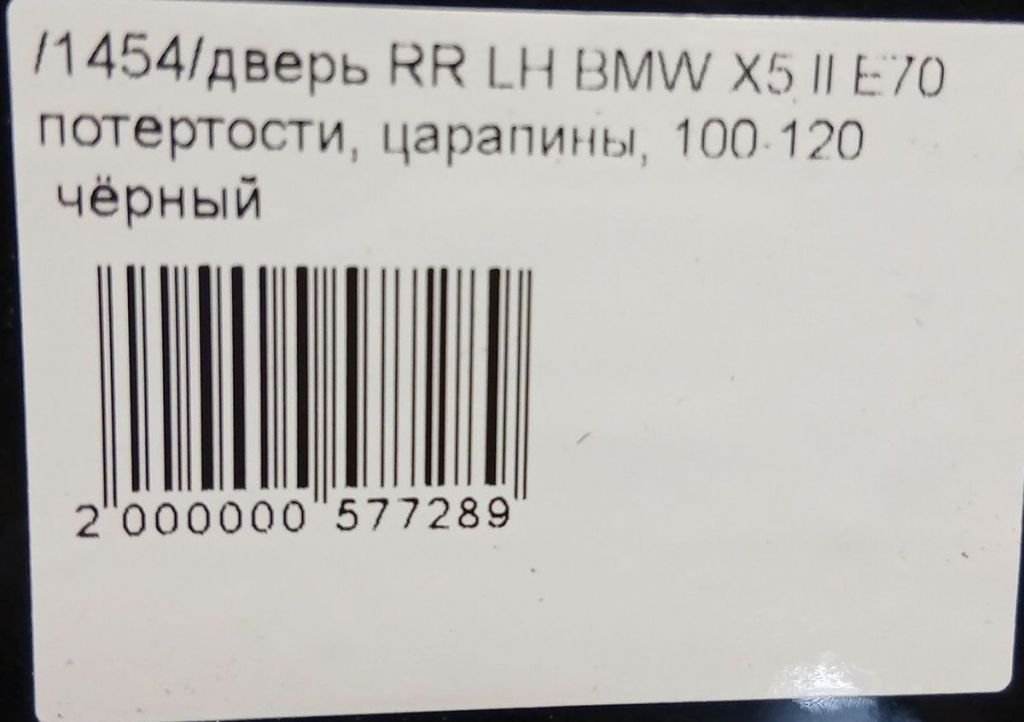 /1454/дверь RR LH BMW X5 II E70
потертости, царапины, 100-120
чёрный
2 000000 577289